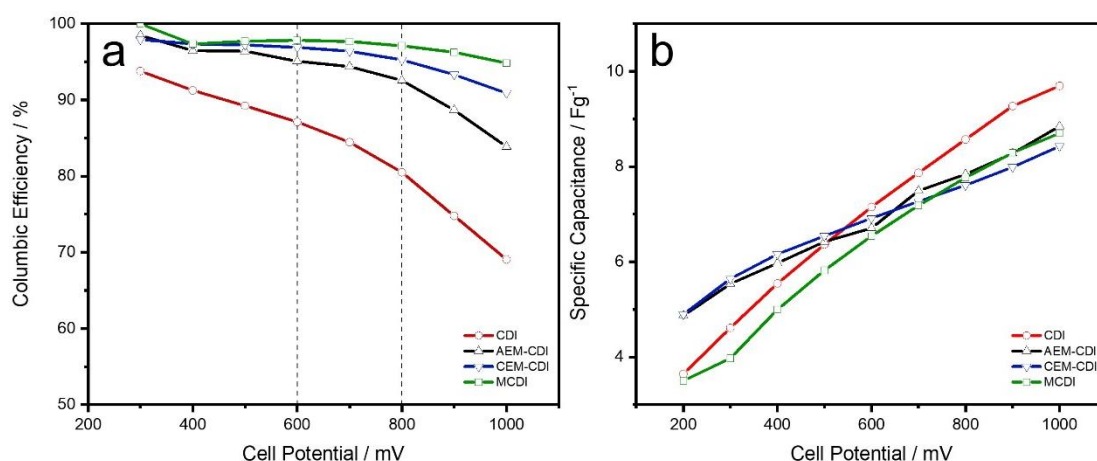 a
100
90
80
70
60
50
Columbic Efficiency / %
200 400 600 800 1000
Cell Potential / mV
CDI
AEM-CDI
CEM-CDI
MCDI
b
10
8
6
4
Specific Capacitance / Fg⁻¹
200 400 600 800 1000
Cell Potential / mV
CDI
AEM-CDI
CEM-CDI
MCDI